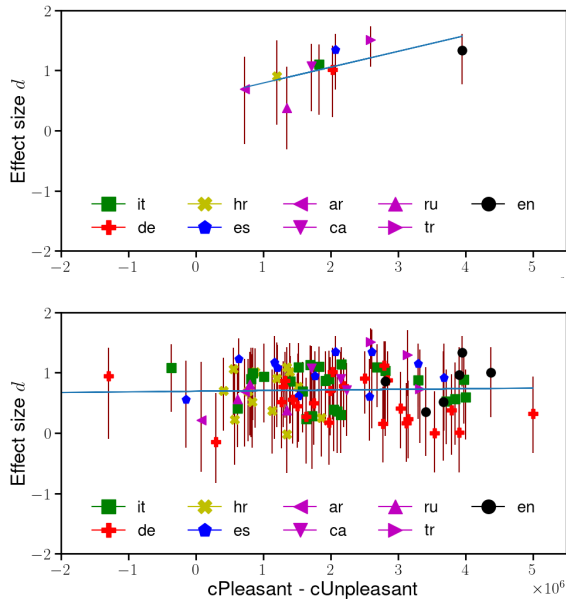 2
1
0
−1
−2
Effect size d
it hr ar ru en
de es ca tr
−2 −1 0 1 2 3 4 5
2
1
0
−1
−2
Effect size d
it hr ar ru en
de es ca tr
−2 −1 0 1 2 3 4 5
×10⁶
cPleasant - cUnpleasant